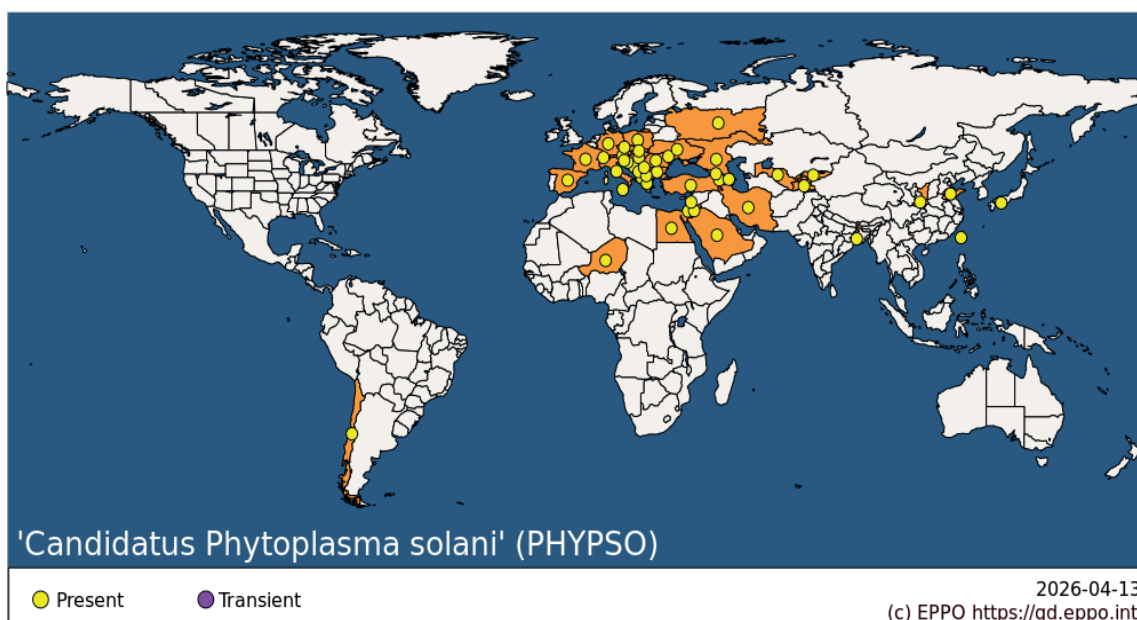 'Candidatus Phytoplasma solani' (PHYPSO)
Present
Transient
2026-04-13
(c) EPPO https://gd.eppo.int